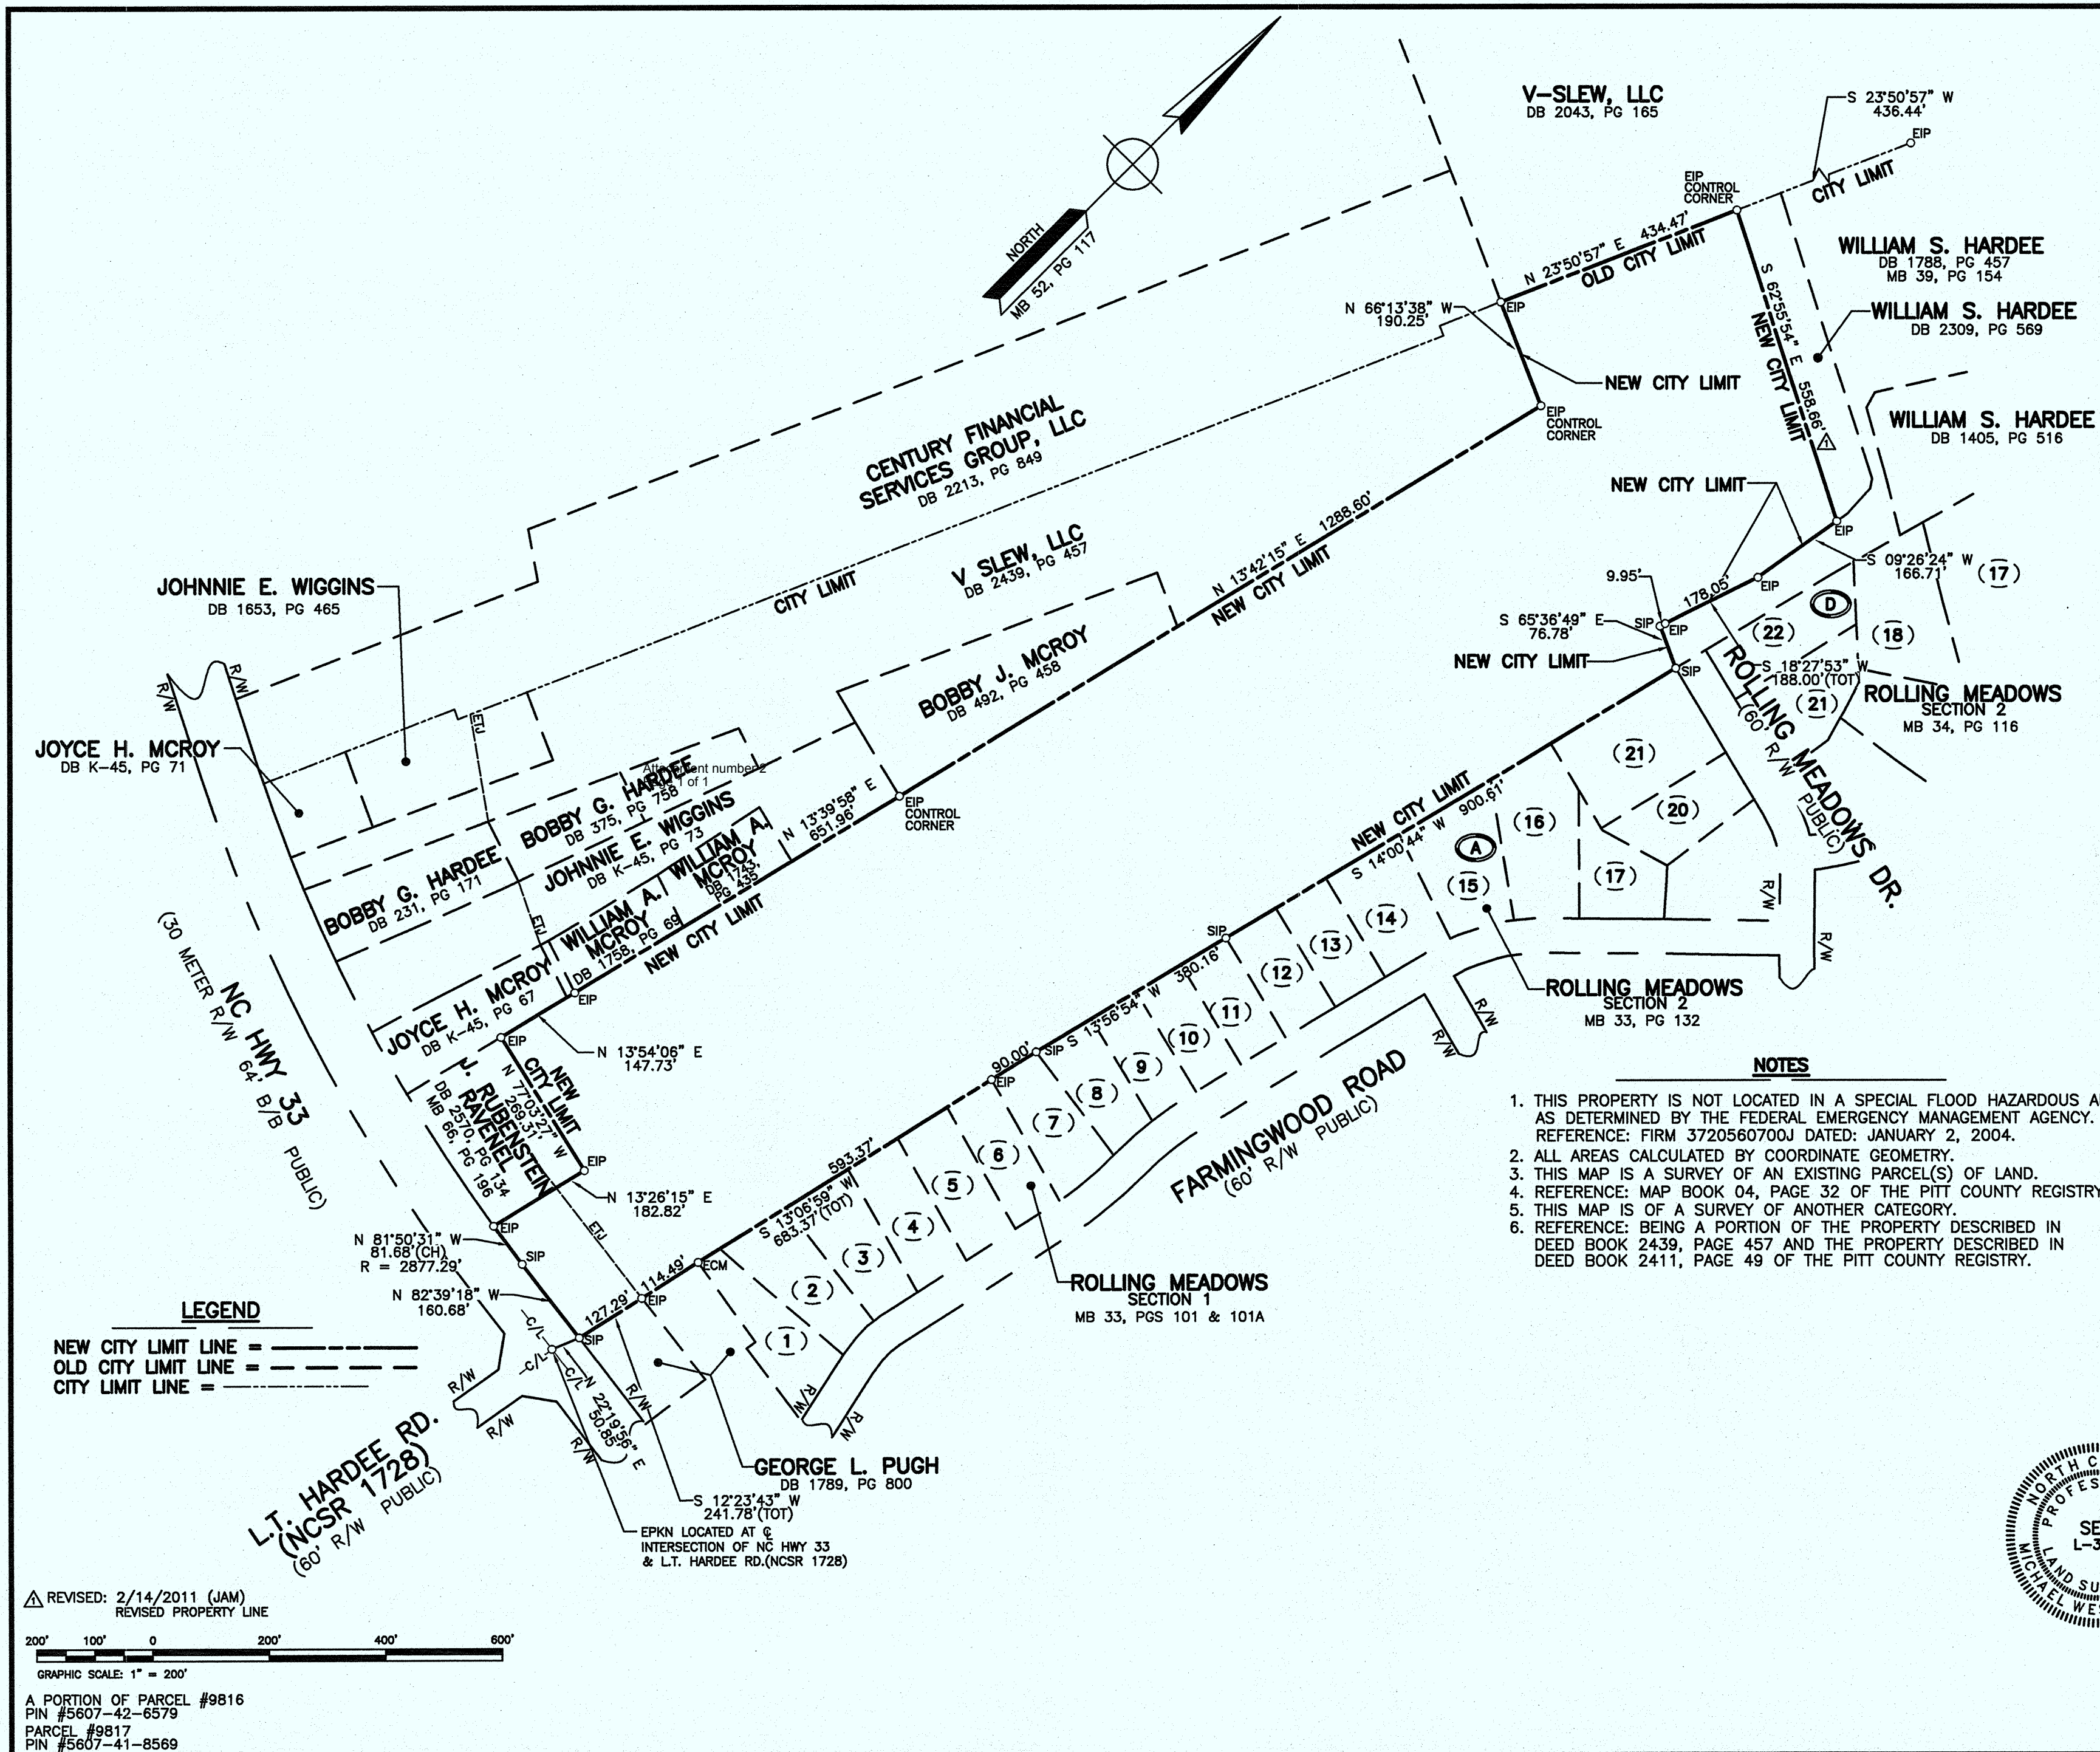 V-SLEW, LLC
DB 2043, PG 165
S 23°50'57" W
436.44'
EIP
CITY LIMIT
EIP
CONTROL
CORNER
NORTH
MB 52, PG 117
N 23°50'57" E 434.47'
OLD CITY LIMIT
EIP
N 66°13'38" W
190.25'
NEW CITY LIMIT
S 62°55'54" E 558.66'
NEW CITY LIMIT
1
WILLIAM S. HARDEE
DB 1788, PG 457
MB 39, PG 154
WILLIAM S. HARDEE
DB 2309, PG 569
WILLIAM S. HARDEE
DB 1405, PG 516
EIP
CONTROL
CORNER
CENTURY FINANCIAL
SERVICES GROUP, LLC
DB 2213, PG 849
V SLEW, LLC
DB 2439, PG 457
CITY LIMIT
N 13°42'15" E 1288.60'
NEW CITY LIMIT
NEW CITY LIMIT
EIP
S 09°26'24" W
166.71'
(17)
9.95'
178.05'
EIP
D
S 65°36'49" E
76.78'
SIP
EIP
NEW CITY LIMIT
SIP
(22)
(18)
S 18°27'53" W
188.00'(TOT)
(21)
ROLLING MEADOWS
SECTION 2
MB 34, PG 116
ROLLING MEADOWS DR.
(60' R/W PUBLIC)
JOHNNIE E. WIGGINS
DB 1653, PG 465
R/W
R/W
JOYCE H. MCROY
DB K-45, PG 71
ETJ
BOBBY J. MCROY
DB 492, PG 458
Attachment number 2
Page 1 of 1
BOBBY G. HARDEE
DB 375, PG 758
BOBBY G. HARDEE
DB 231, PG 171
JOHNNIE E. WIGGINS
DB K-45, PG 73
WILLIAM A.
MCROY
DB 1743,
PG 435
WILLIAM A.
MCROY
DB 1758, PG 69
N 13°39'58" E
651.96'
NEW CITY LIMIT
EIP
CONTROL
CORNER
ETJ
JOYCE H. MCROY
DB K-45, PG 67
EIP
EIP
N 13°54'06" E
147.73'
NC HWY 33
(30 METER R/W 64' B/B PUBLIC)
NEW
CITY LIMIT
N 77°03'27" W
269.31'
J. RUBENSTEIN
RAVENEL
DB 2570, PG 134
MB 66, PG 196
EIP
N 13°26'15" E
182.82'
EIP
N 81°50'31" W
81.68'(CH)
R = 2877.29'
SIP
ETJ
N 82°39'18" W
160.68'
NEW CITY LIMIT
S 14°00'44" W 900.61'
(21)
(20)
(16)
A
(17)
(15)
(14)
(13)
(12)
(11)
(10)
(9)
(8)
(7)
(6)
(5)
(4)
(3)
(2)
(1)
R/W
R/W
SIP
S 13°56'54" W 380.16'
SIP
90.00'
EIP
593.37'
S 13°06'59" W
683.37'(TOT)
ROLLING MEADOWS
SECTION 2
MB 33, PG 132
R/W
R/W
FARMINGWOOD ROAD
(60' R/W PUBLIC)
ROLLING MEADOWS
SECTION 1
MB 33, PGS 101 & 101A
ECM
114.49'
EIP
127.29'
SIP
C/L
C/L
C/L
N 22°19'56" E
50.85'
R/W
R/W
R/W
R/W
R/W
R/W
GEORGE L. PUGH
DB 1789, PG 800
S 12°23'43" W
241.78'(TOT)
EPKN LOCATED AT ℄
INTERSECTION OF NC HWY 33
& L.T. HARDEE RD.(NCSR 1728)
L.T. HARDEE RD.
(NCSR 1728)
(60' R/W PUBLIC)
NOTES
1. THIS PROPERTY IS NOT LOCATED IN A SPECIAL FLOOD HAZARDOUS
AS DETERMINED BY THE FEDERAL EMERGENCY MANAGEMENT AGENCY.
REFERENCE: FIRM 3720560700J DATED: JANUARY 2, 2004.
2. ALL AREAS CALCULATED BY COORDINATE GEOMETRY.
3. THIS MAP IS A SURVEY OF AN EXISTING PARCEL(S) OF LAND.
4. REFERENCE: MAP BOOK 04, PAGE 32 OF THE PITT COUNTY REGISTRY
5. THIS MAP IS OF A SURVEY OF ANOTHER CATEGORY.
6. REFERENCE: BEING A PORTION OF THE PROPERTY DESCRIBED IN
DEED BOOK 2439, PAGE 457 AND THE PROPERTY DESCRIBED IN
DEED BOOK 2411, PAGE 49 OF THE PITT COUNTY REGISTRY.
LEGEND
NEW CITY LIMIT LINE =
OLD CITY LIMIT LINE =
CITY LIMIT LINE =
1 REVISED: 2/14/2011 (JAM)
REVISED PROPERTY LINE
200' 100' 0 200' 400' 600'
GRAPHIC SCALE: 1" = 200'
A PORTION OF PARCEL #9816
PIN #5607-42-6579
PARCEL #9817
PIN #5607-41-8569
NORTH
LAND
MICHAEL